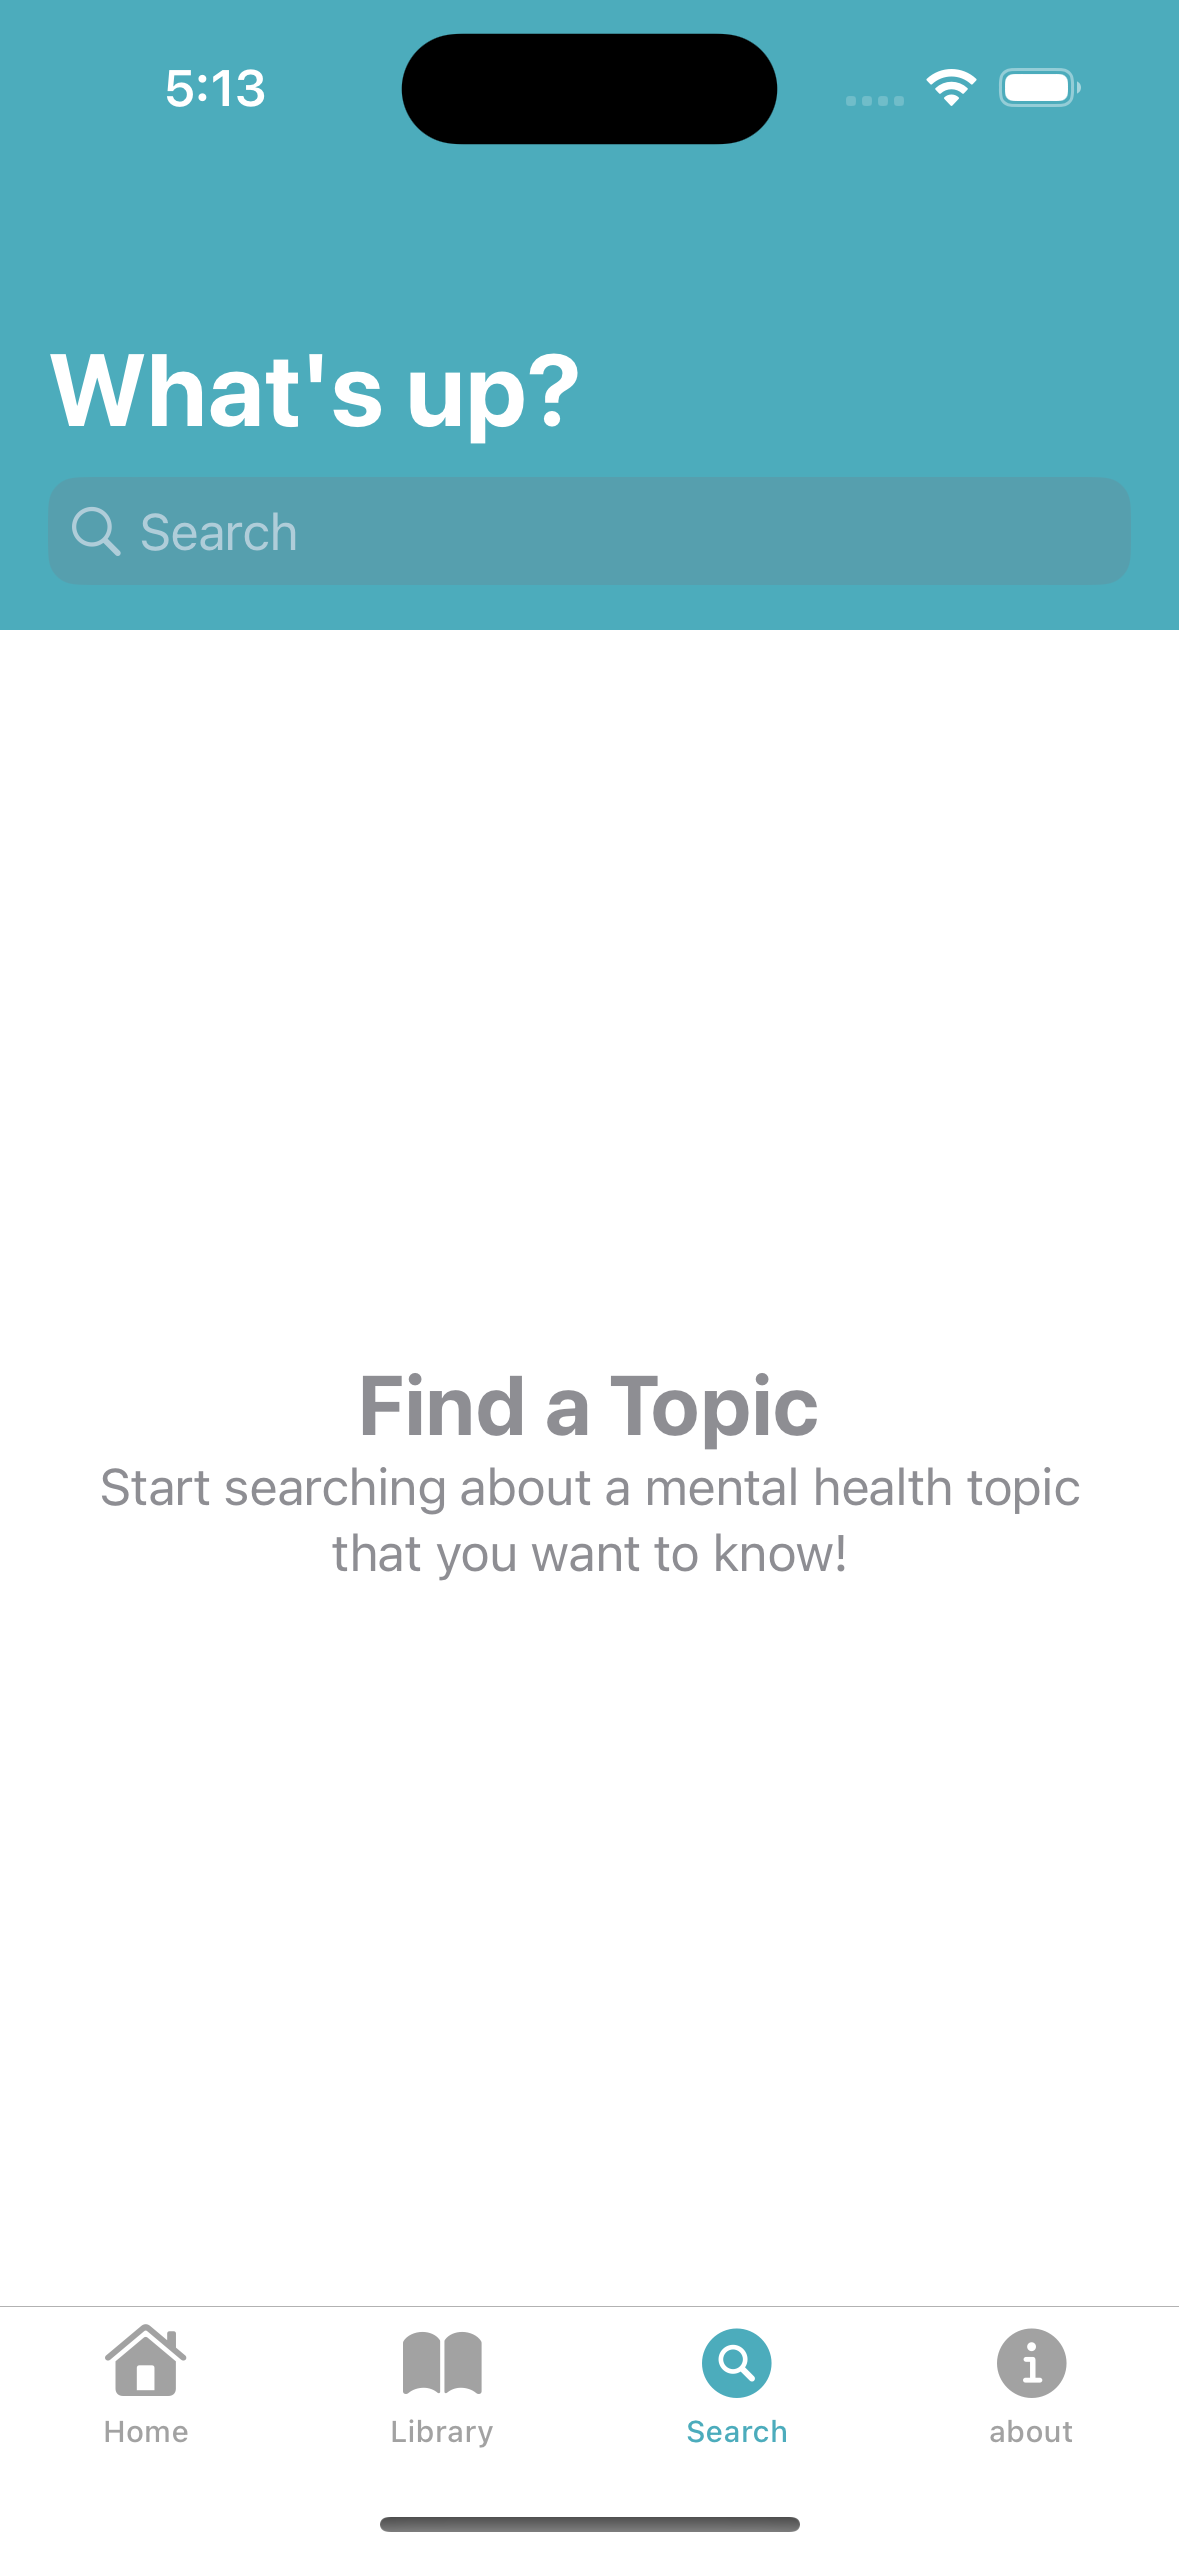 5:13
What's up?
Search
Find a Topic
Start searching about a mental health topic
that you want to know!
Home
Library
Search
about